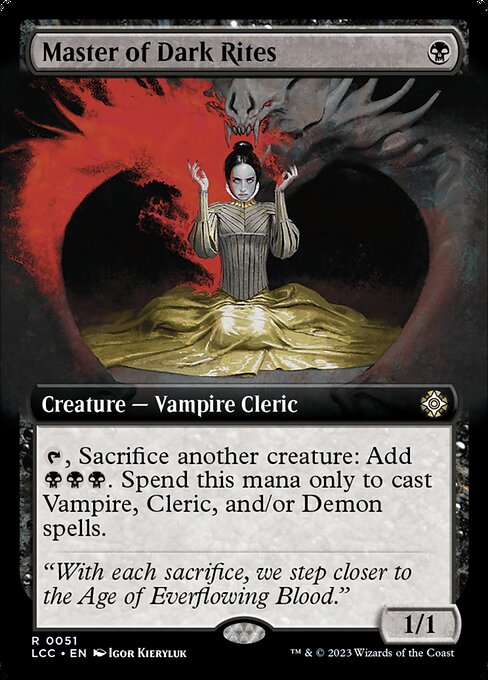 Master of Dark Rites
Creature — Vampire Cleric
, Sacrifice another creature: Add
. Spend this mana only to cast
Vampire, Cleric, and/or Demon
spells.
“With each sacrifice, we step closer to
the Age of Everflowing Blood.”
1/1
R 0051
LCC • EN Igor Kieryluk
™ & © 2023 Wizards of the Coast